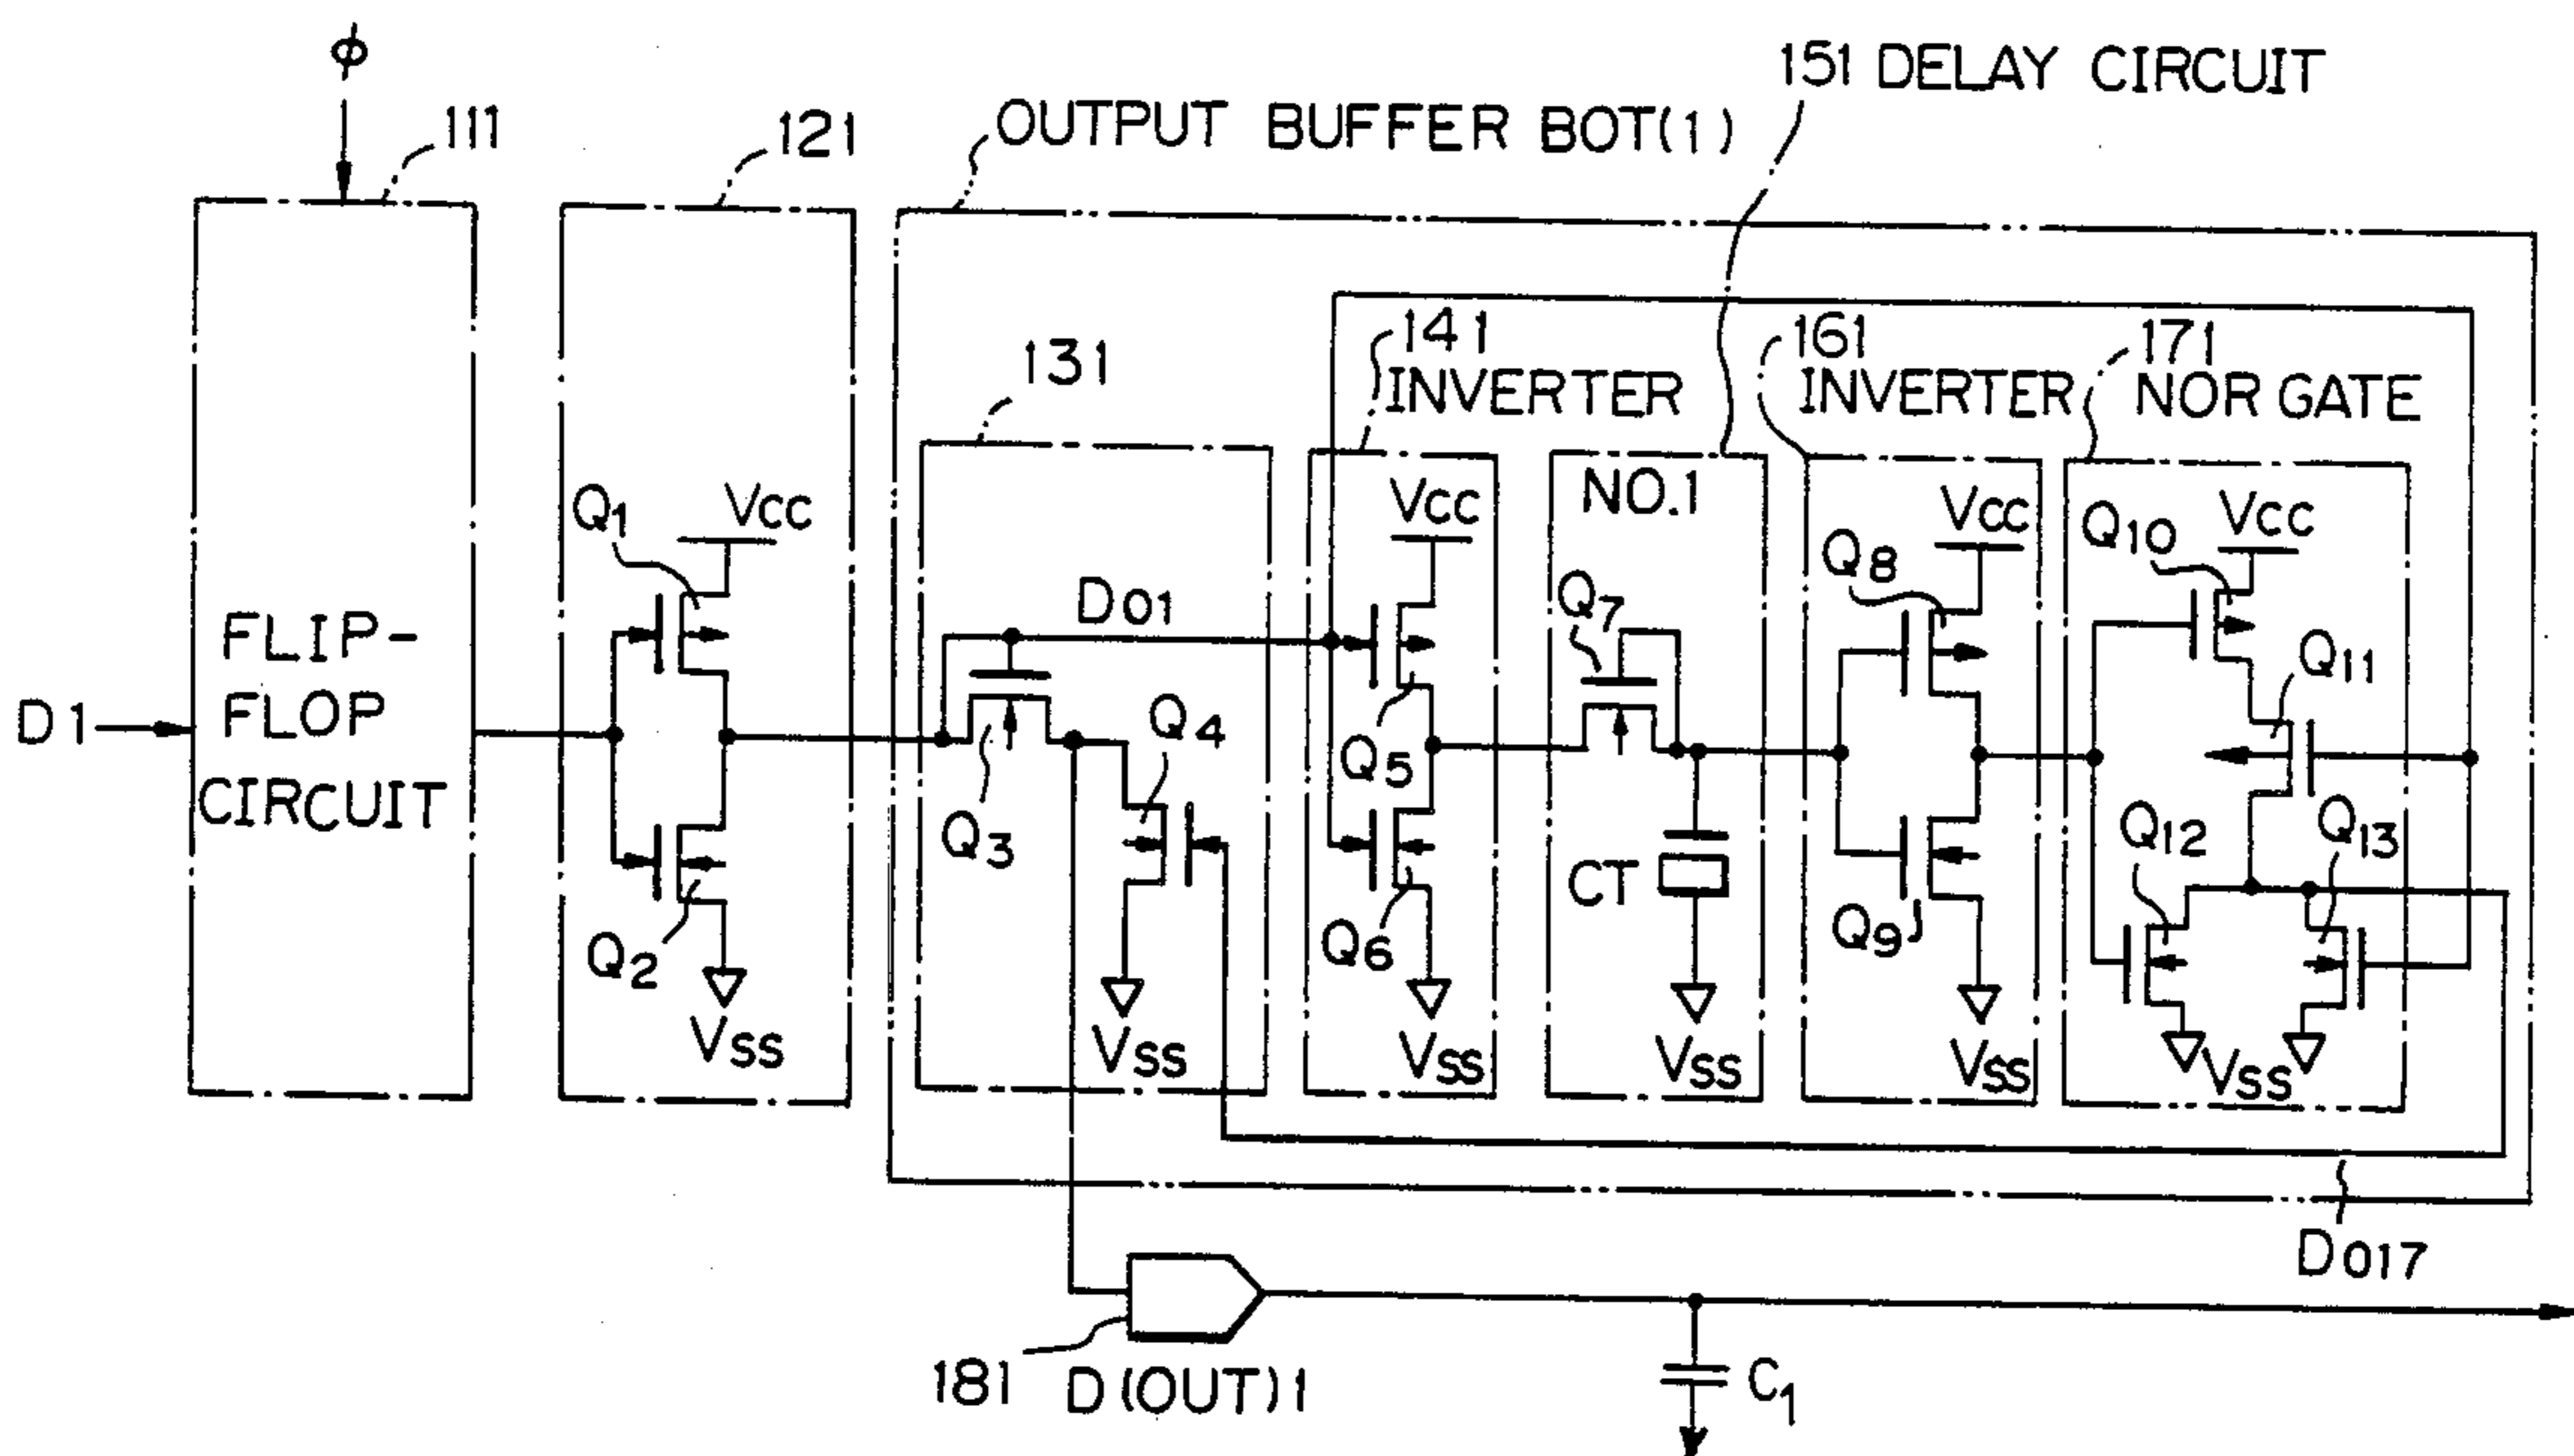 φ
111
121
OUTPUT BUFFER BOT(1)
151 DELAY CIRCUIT
131
141
INVERTER
161
INVERTER
171
NOR GATE
NO.1
Q1
VCC
VCC
VCC
Q10
VCC
Q8
Q7
D01
FLIP-
FLOP
CIRCUIT
D1
Q4
Q11
Q5
Q3
Q12
Q13
CT
Q2
Q6
Q9
VSS
VSS
VSS
VSS
VSS
VSS
D017
181
D(OUT)1
C1